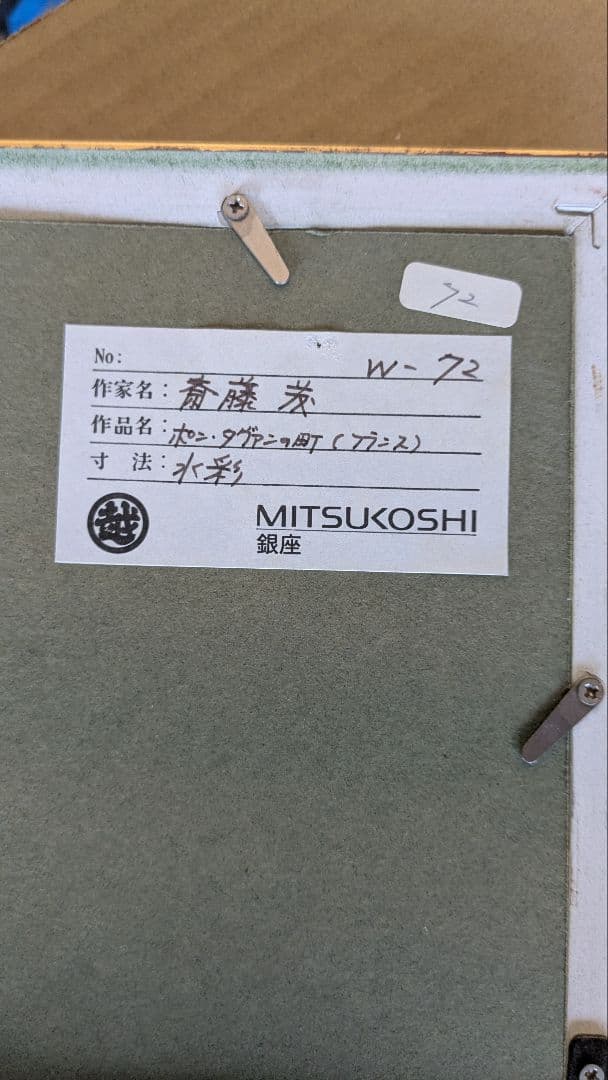 72
No: W-72
作家名：斎藤 茂
作品名：ポン・タヴァンの町(フランス)
寸 法：水彩
越
MITSUKOSHI
銀座